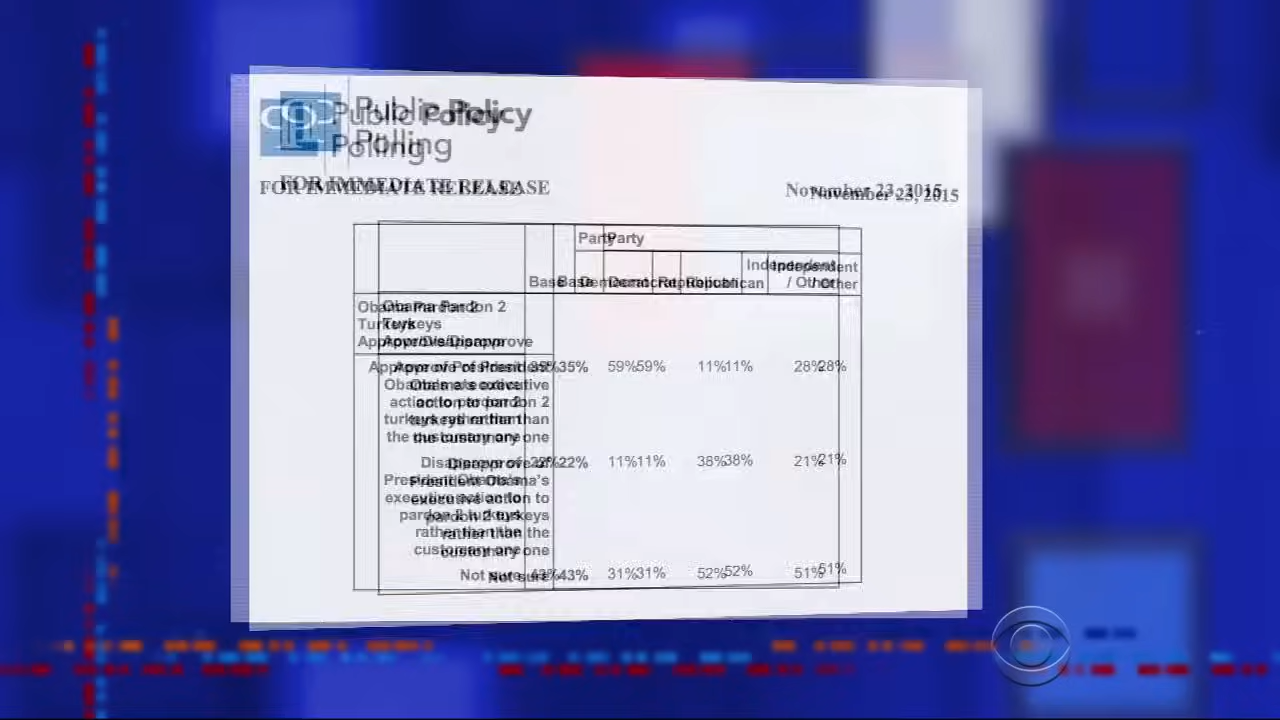 Public Policy
Polling
FOR IMMEDIATE RELEASE
November 23, 2015
Party
Base Democrat Republican Independent / Other
Obama Pardon 2
Turkeys
Approve/Disapprove
Approve of President 35% 59% 11% 28%
Obama's executive
action to pardon 2
turkeys rather than
the customary one
Disapprove of 22% 11% 38% 21%
President Obama's
executive action to
pardon 2 turkeys
rather than the
customary one
Not sure 43% 31% 52% 51%